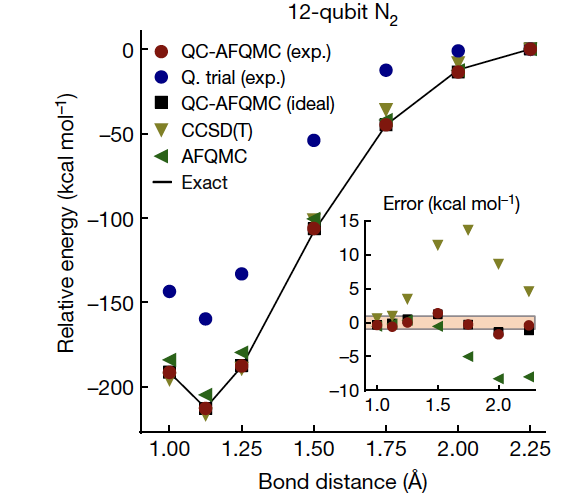 12-qubit N₂
QC-AFQMC (exp.)
Q. trial (exp.)
QC-AFQMC (ideal)
CCSD(T)
AFQMC
Exact
Relative energy (kcal mol⁻¹)
0
−50
−100
−150
−200
1.00 1.25 1.50 1.75 2.00 2.25
Bond distance (Å)
Error (kcal mol⁻¹)
15
10
5
0
−5
−10
1.0 1.5 2.0